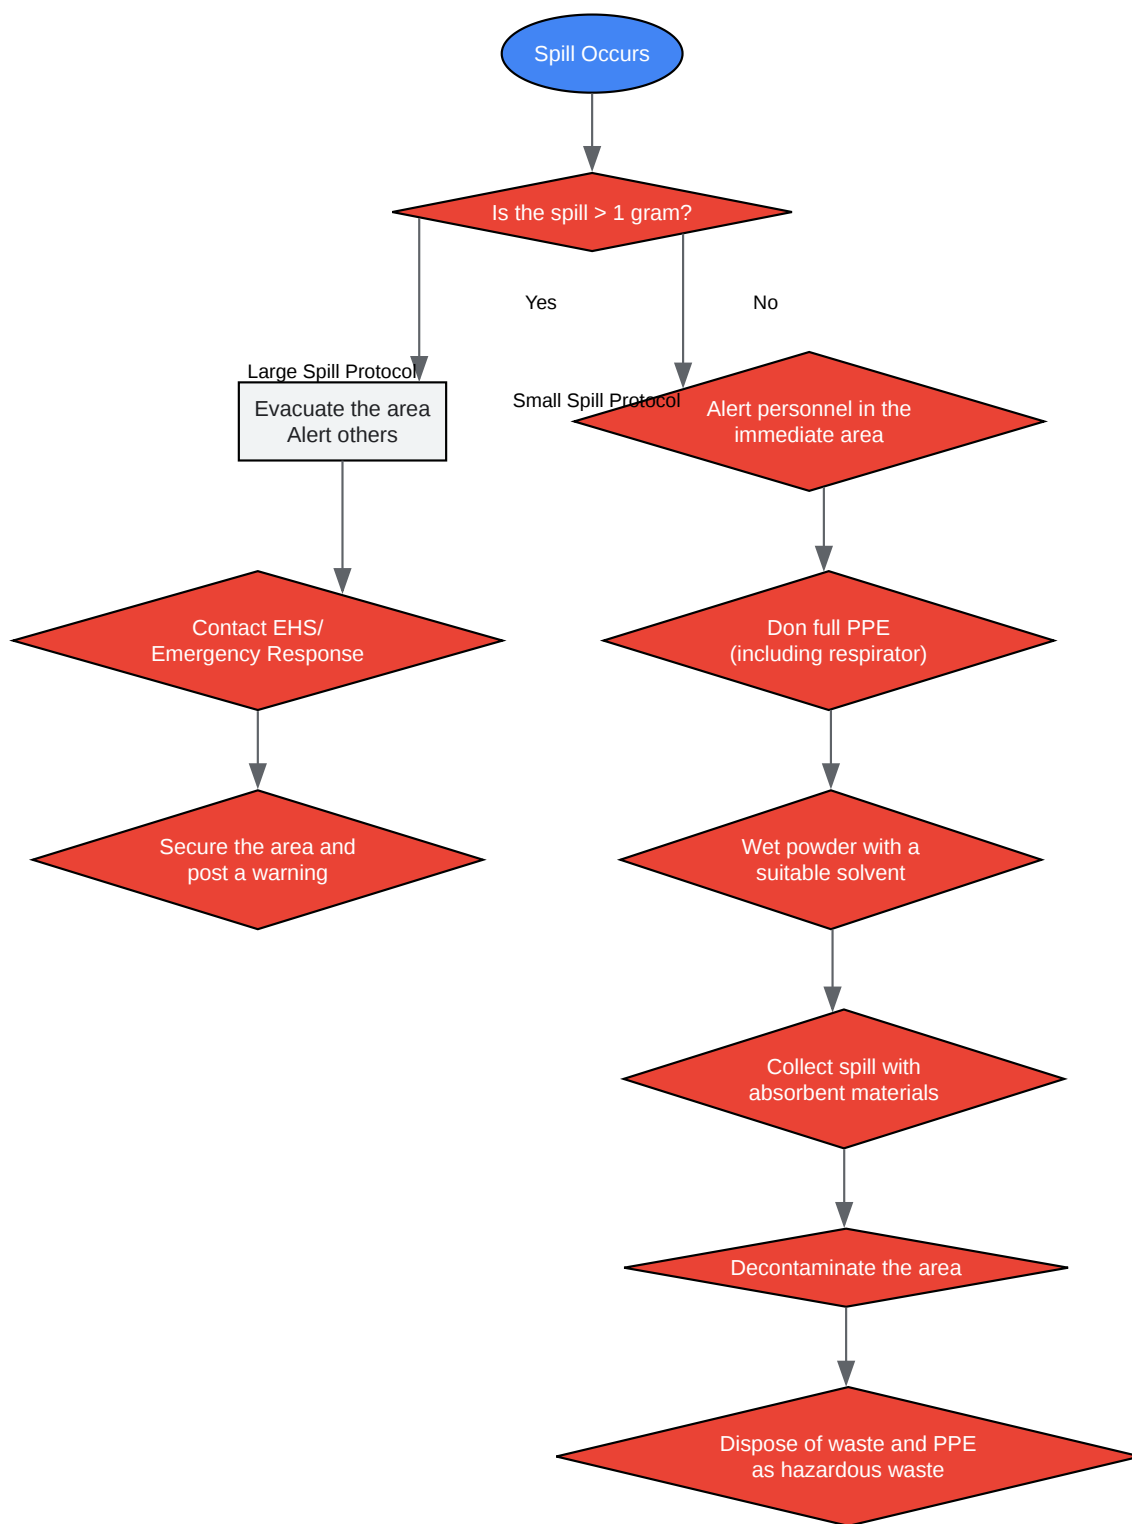 Spill Occurs
Is the spill > 1 gram?
Yes
No
Large Spill Protocol
Evacuate the area
Alert others
Small Spill Protocol
Alert personnel in the
immediate area
Contact EHS/
Emergency Response
Don full PPE
(including respirator)
Secure the area and
post a warning
Wet powder with a
suitable solvent
Collect spill with
absorbent materials
Decontaminate the area
Dispose of waste and PPE
as hazardous waste